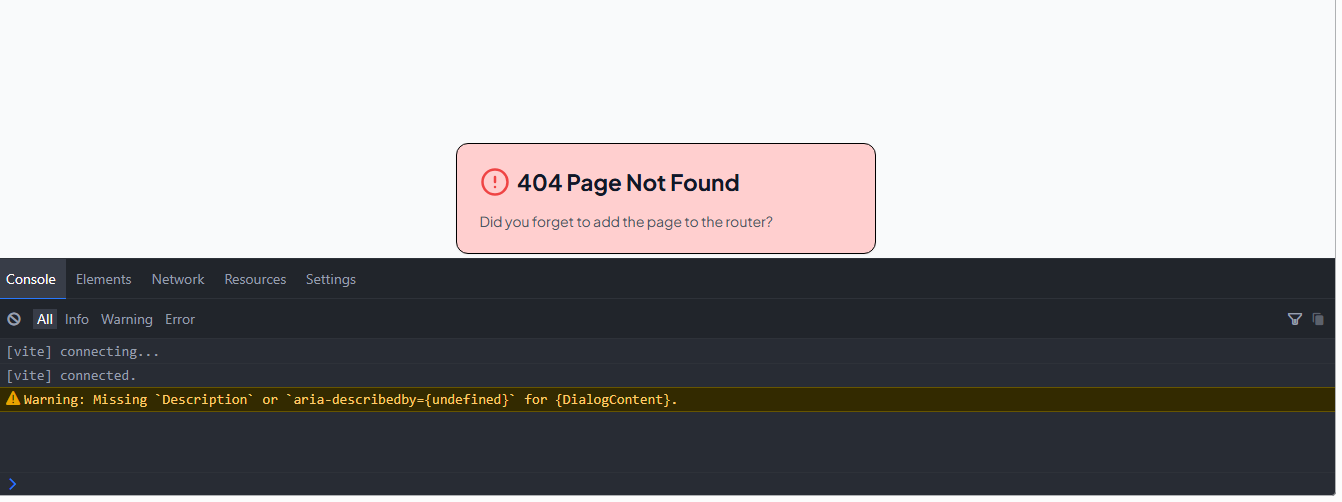 404 Page Not Found
Did you forget to add the page to the router?
Console Elements Network Resources Settings
All Info Warning Error
[vite] connecting...
[vite] connected.
Warning: Missing `Description` or `aria-describedby={undefined}` for {DialogContent}.